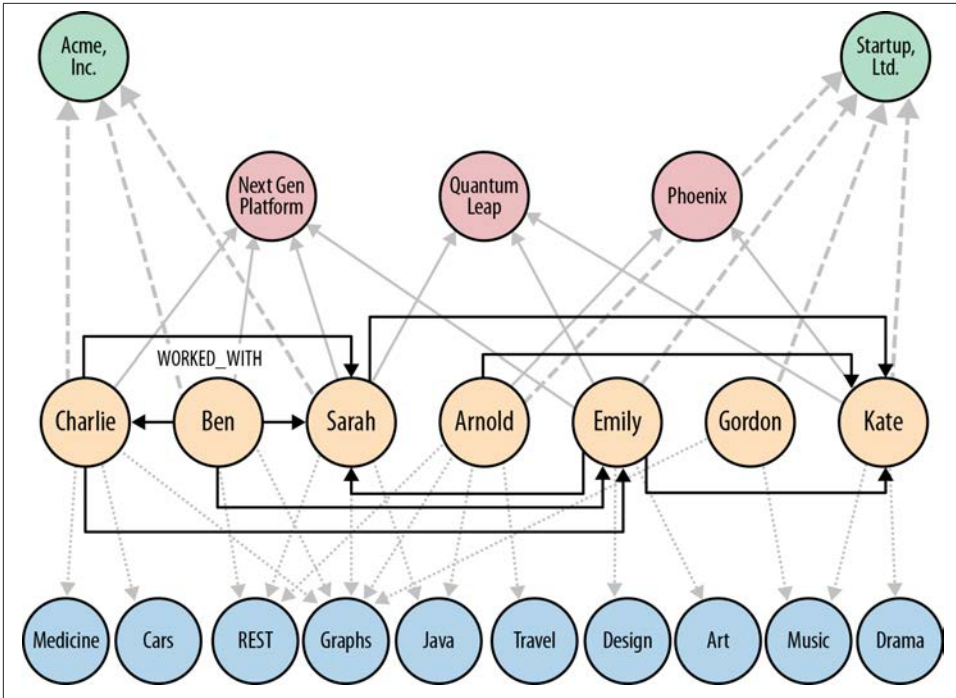 Acme,
Inc.
Startup,
Ltd.
Next Gen
Platform
Quantum
Leap
Phoenix
WORKED_WITH
Charlie
Ben
Sarah
Arnold
Emily
Gordon
Kate
Medicine
Cars
REST
Graphs
Java
Travel
Design
Art
Music
Drama